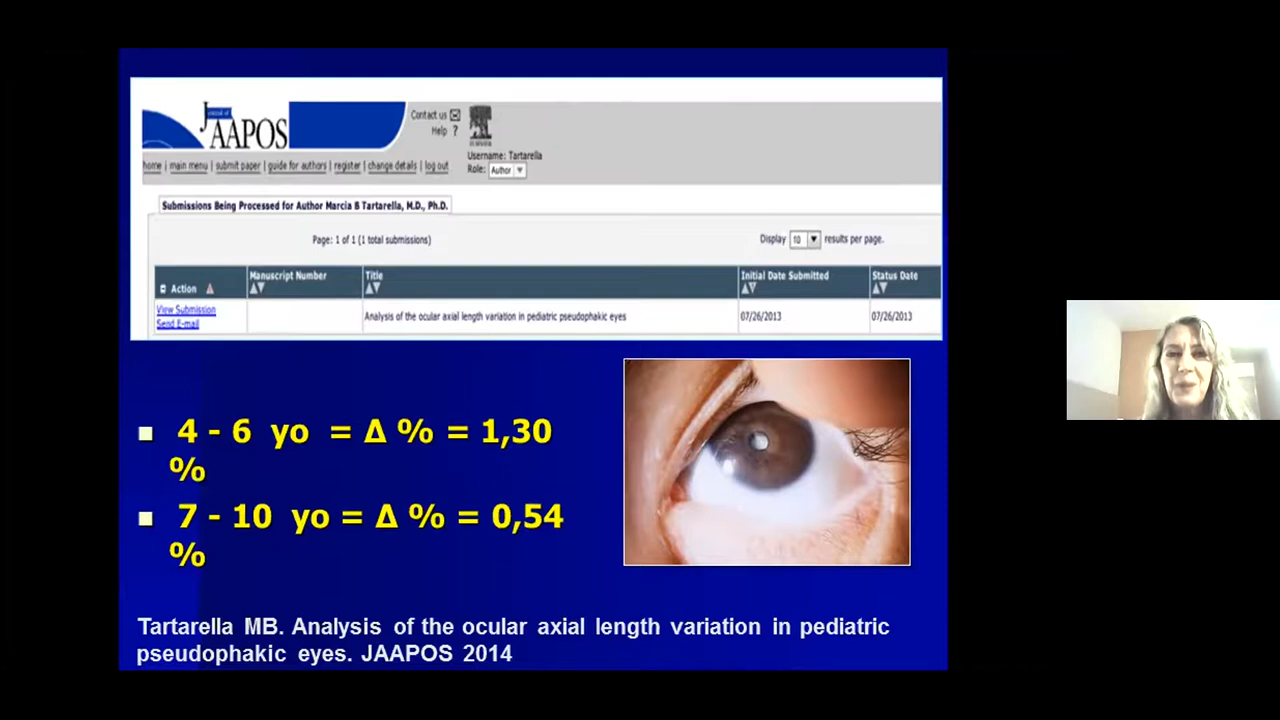 Journal of
JAAPOS
Contact us
Help ?
ELSEVIER
Username: Tartarella
Role: Author
home | main menu | submit paper | guide for authors | register | change details | log out
Submissions Being Processed for Author Marcia B Tartarella, M.D., Ph.D.
Page: 1 of 1 (1 total submissions)
Display 10 results per page.
Action
Manuscript Number
Title
Initial Date Submitted
Status Date
View Submission
Send E-mail
Analysis of the ocular axial length variation in pediatric pseudophakic eyes
07/26/2013
07/26/2013
4 - 6 yo = Δ % = 1,30
%
7 - 10 yo = Δ % = 0,54
%
Tartarella MB. Analysis of the ocular axial length variation in pediatric
pseudophakic eyes. JAAPOS 2014